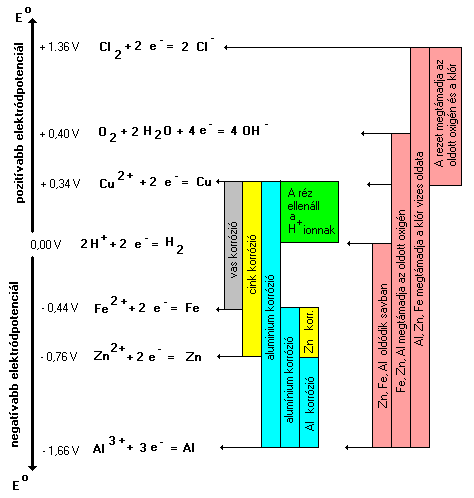 E°
pozitívabb elektródpotenciál
negatívabb elektródpotenciál
E°
+ 1.36 V Cl₂ + 2 e⁻ = 2 Cl⁻
+ 0,40 V O₂ + 2 H₂O + 4 e⁻ = 4 OH⁻
+ 0,34 V Cu²⁺ + 2 e⁻ = Cu
0,00 V 2 H⁺ + 2 e⁻ = H₂
- 0,44 V Fe²⁺ + 2 e⁻ = Fe
- 0,76 V Zn²⁺ + 2 e⁻ = Zn
- 1,66 V Al³⁺ + 3 e⁻ = Al
vas korrózió
cink korrózió
alumínium korrózió
A réz
ellenáll
a
H⁺ionnak
alumínium korrózió
Zn korr.
Al korrózió
Zn, Fe, Al oldódik savban
Fe, Zn, Al megtámadja az oldott oxigén
Al, Zn, Fe megtámadja a klór vizes oldata
A rezet megtámadja az
oldott oxigén és a klór